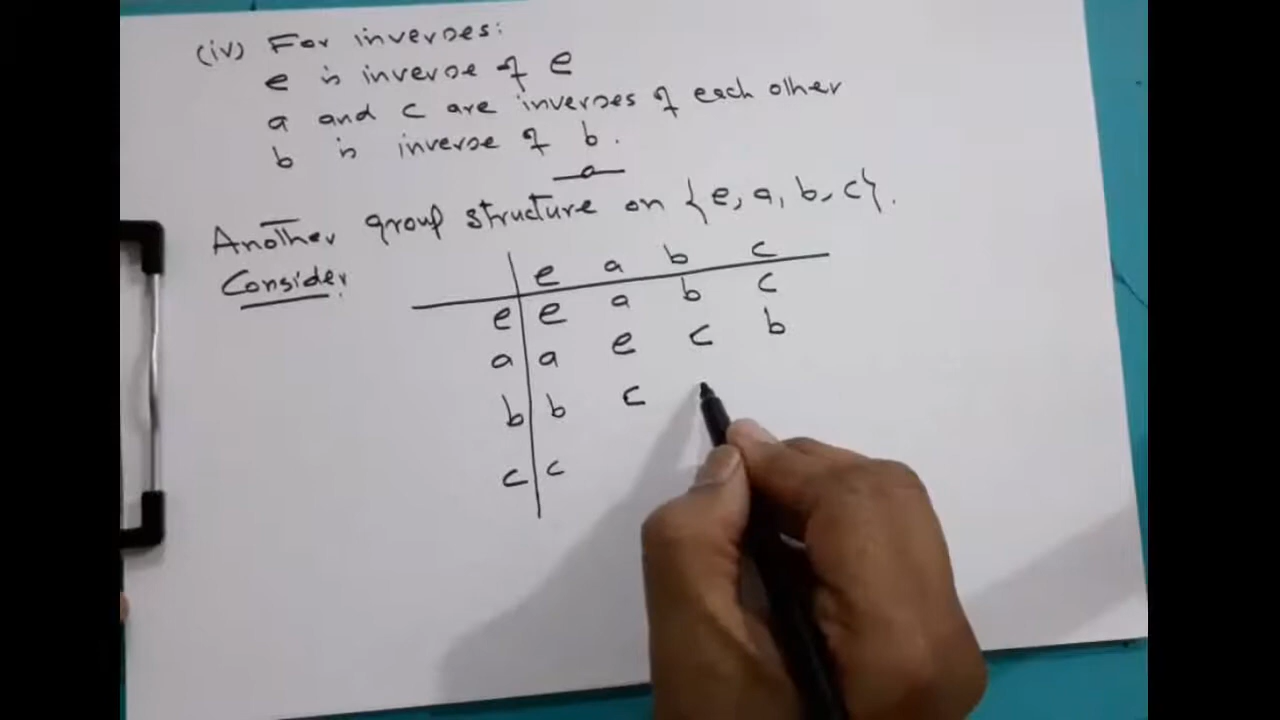 (iv) For inverses:
e is inverse of e
a and c are inverses of each other
b is inverse of b.
Another group structure on {e, a, b, c}.
Consider
e a b c
e e a b c
a a e c b
b b c
c c